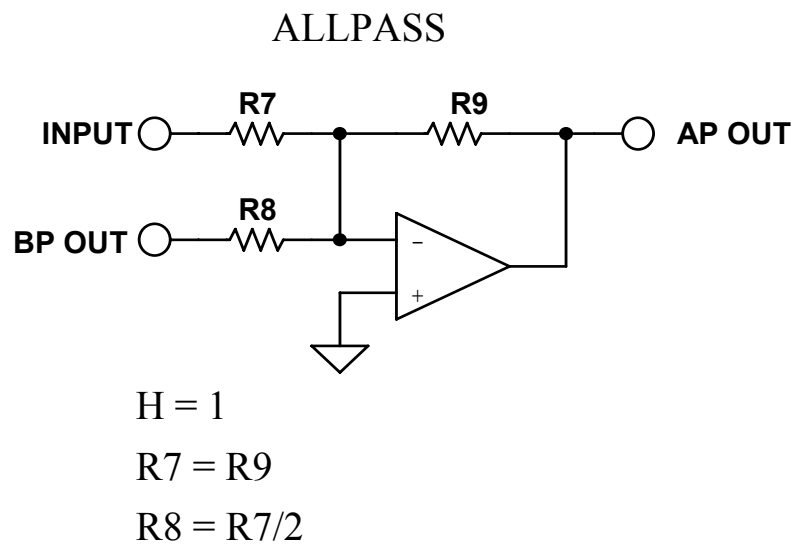 ALLPASS
R7
R9
INPUT
AP OUT
R8
BP OUT
−
+
H = 1
R7 = R9
R8 = R7/2